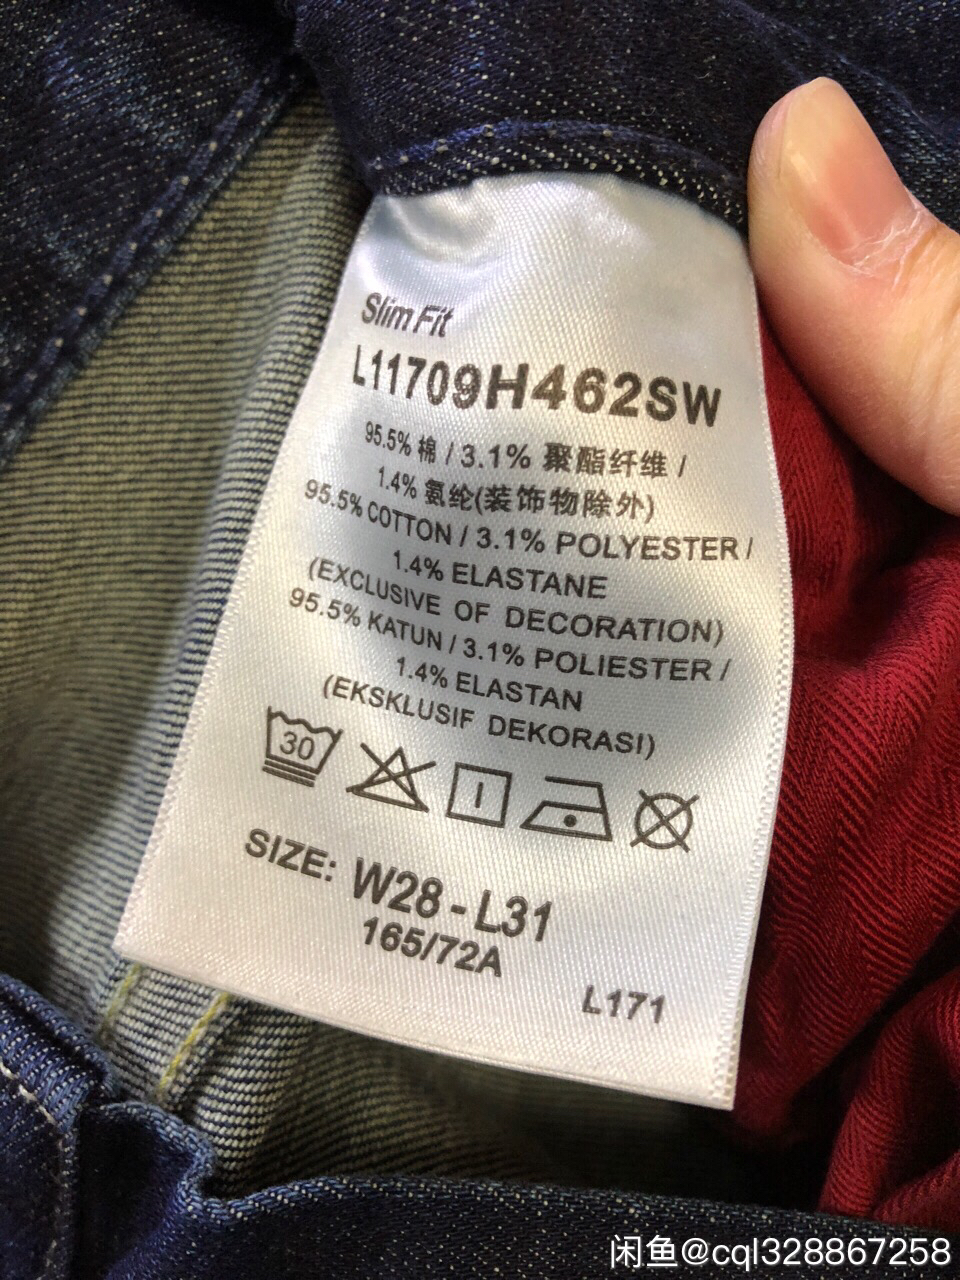 Slim Fit
L11709H462SW
95.5% 棉 / 3.1% 聚酯纤维 /
1.4% 氨纶(装饰物除外)
95.5% COTTON / 3.1% POLYESTER /
1.4% ELASTANE
(EXCLUSIVE OF DECORATION)
95.5% KATUN / 3.1% POLIESTER /
1.4% ELASTAN
(EKSKLUSIF DEKORASI)
30
SIZE: W28 - L31
165/72A
L171
闲鱼@cql328867258